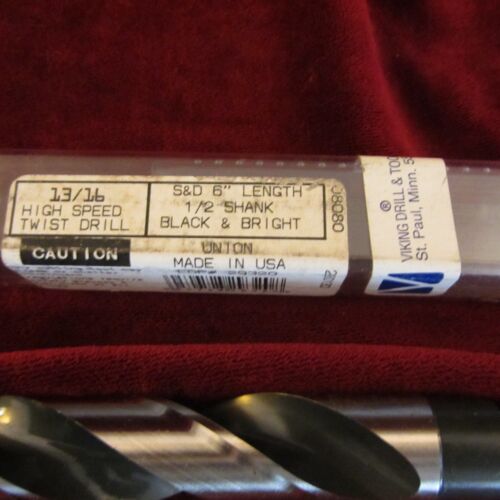 13/16
HIGH SPEED
TWIST DRILL
CAUTION
S&D 6" LENGTH
1/2 SHANK
BLACK & BRIGHT
UNION
MADE IN USA
08080
®
VIKING DRILL & TOO
St. Paul, Minn. 5